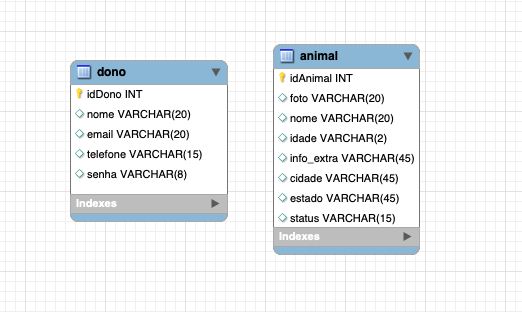 dono
idDono INT
nome VARCHAR(20)
email VARCHAR(20)
telefone VARCHAR(15)
senha VARCHAR(8)
Indexes
animal
idAnimal INT
foto VARCHAR(20)
nome VARCHAR(20)
idade VARCHAR(2)
info_extra VARCHAR(45)
cidade VARCHAR(45)
estado VARCHAR(45)
status VARCHAR(15)
Indexes